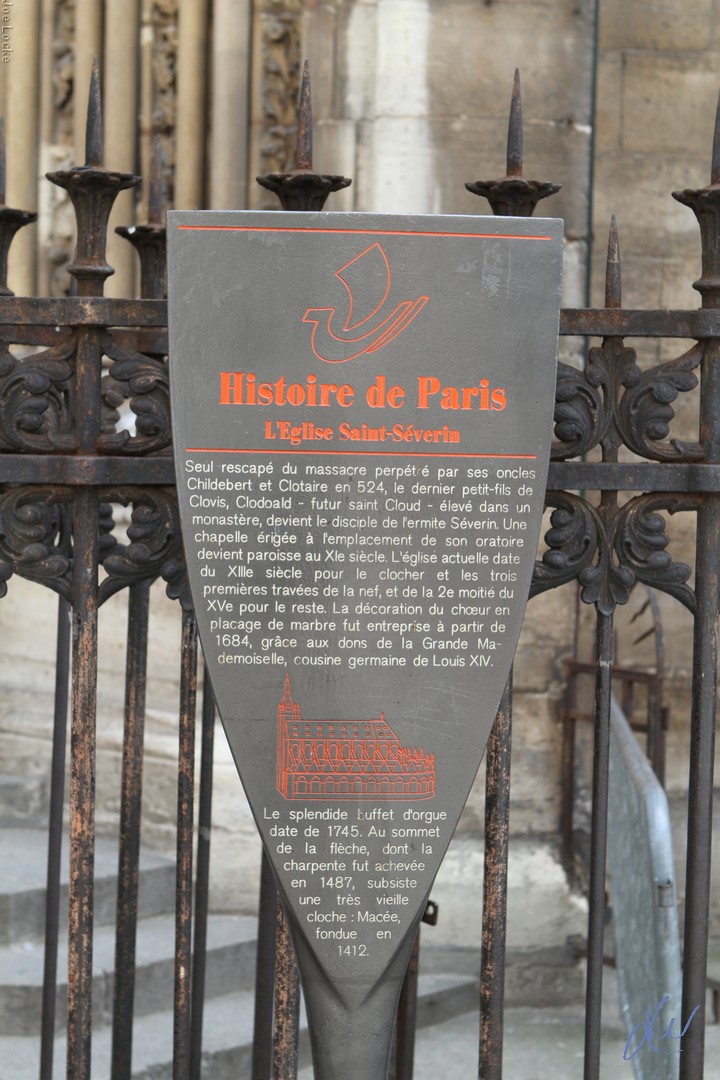 Joe Locke
Histoire de Paris
L'Eglise Saint-Séverin
Seul rescapé du massacre perpétré par ses oncles
Childebert et Clotaire en 524, le dernier petit-fils de
Clovis, Clodoald - futur saint Cloud - élevé dans un
monastère, devient le disciple de l'ermite Séverin. Une
chapelle érigée à l'emplacement de son oratoire
devient paroisse au XIe siècle. L'église actuelle date
du XIIIe siècle pour le clocher et les trois
premières travées de la nef, et de la 2e moitié du
XVe pour le reste. La décoration du chœur en
placage de marbre fut entreprise à partir de
1684, grâce aux dons de la Grande Ma-
demoiselle, cousine germaine de Louis XIV.
Le splendide buffet d'orgue
date de 1745. Au sommet
de la flèche, dont la
charpente fut achevée
en 1487, subsiste
une très vieille
cloche : Macée,
fondue en
1412.